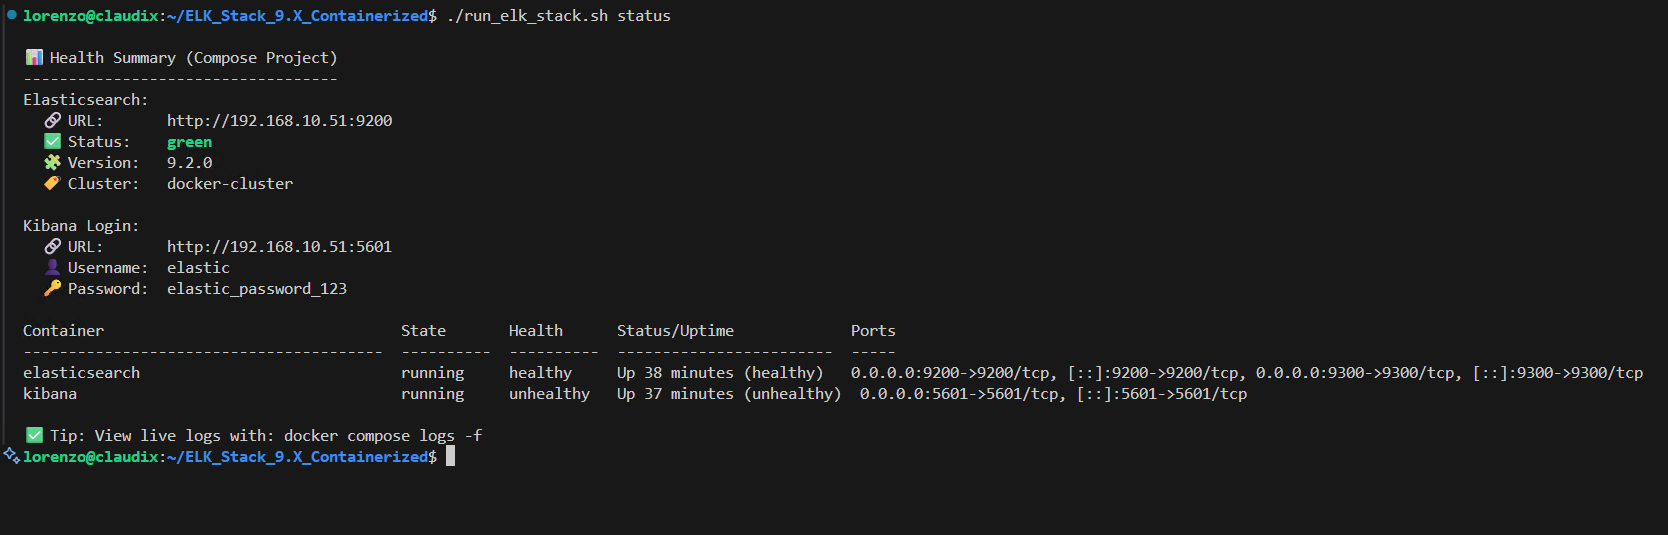 lorenzo@claudix:~/ELK_Stack_9.X_Containerized$ ./run_elk_stack.sh status
📊 Health Summary (Compose Project)
-----------------------------------
Elasticsearch:
🔗 URL: http://192.168.10.51:9200
✅ Status: green
🧩 Version: 9.2.0
🏷️ Cluster: docker-cluster
Kibana Login:
🔗 URL: http://192.168.10.51:5601
👤 Username: elastic
🔑 Password: elastic_password_123
Container State Health Status/Uptime Ports
---------------------------------------- ---------- ---------- ------------------------ -----
elasticsearch running healthy Up 38 minutes (healthy) 0.0.0.0:9200->9200/tcp, [::]:9200->9200/tcp, 0.0.0.0:9300->9300/tcp, [::]:9300->9300/tcp
kibana running unhealthy Up 37 minutes (unhealthy) 0.0.0.0:5601->5601/tcp, [::]:5601->5601/tcp
✅ Tip: View live logs with: docker compose logs -f
lorenzo@claudix:~/ELK_Stack_9.X_Containerized$